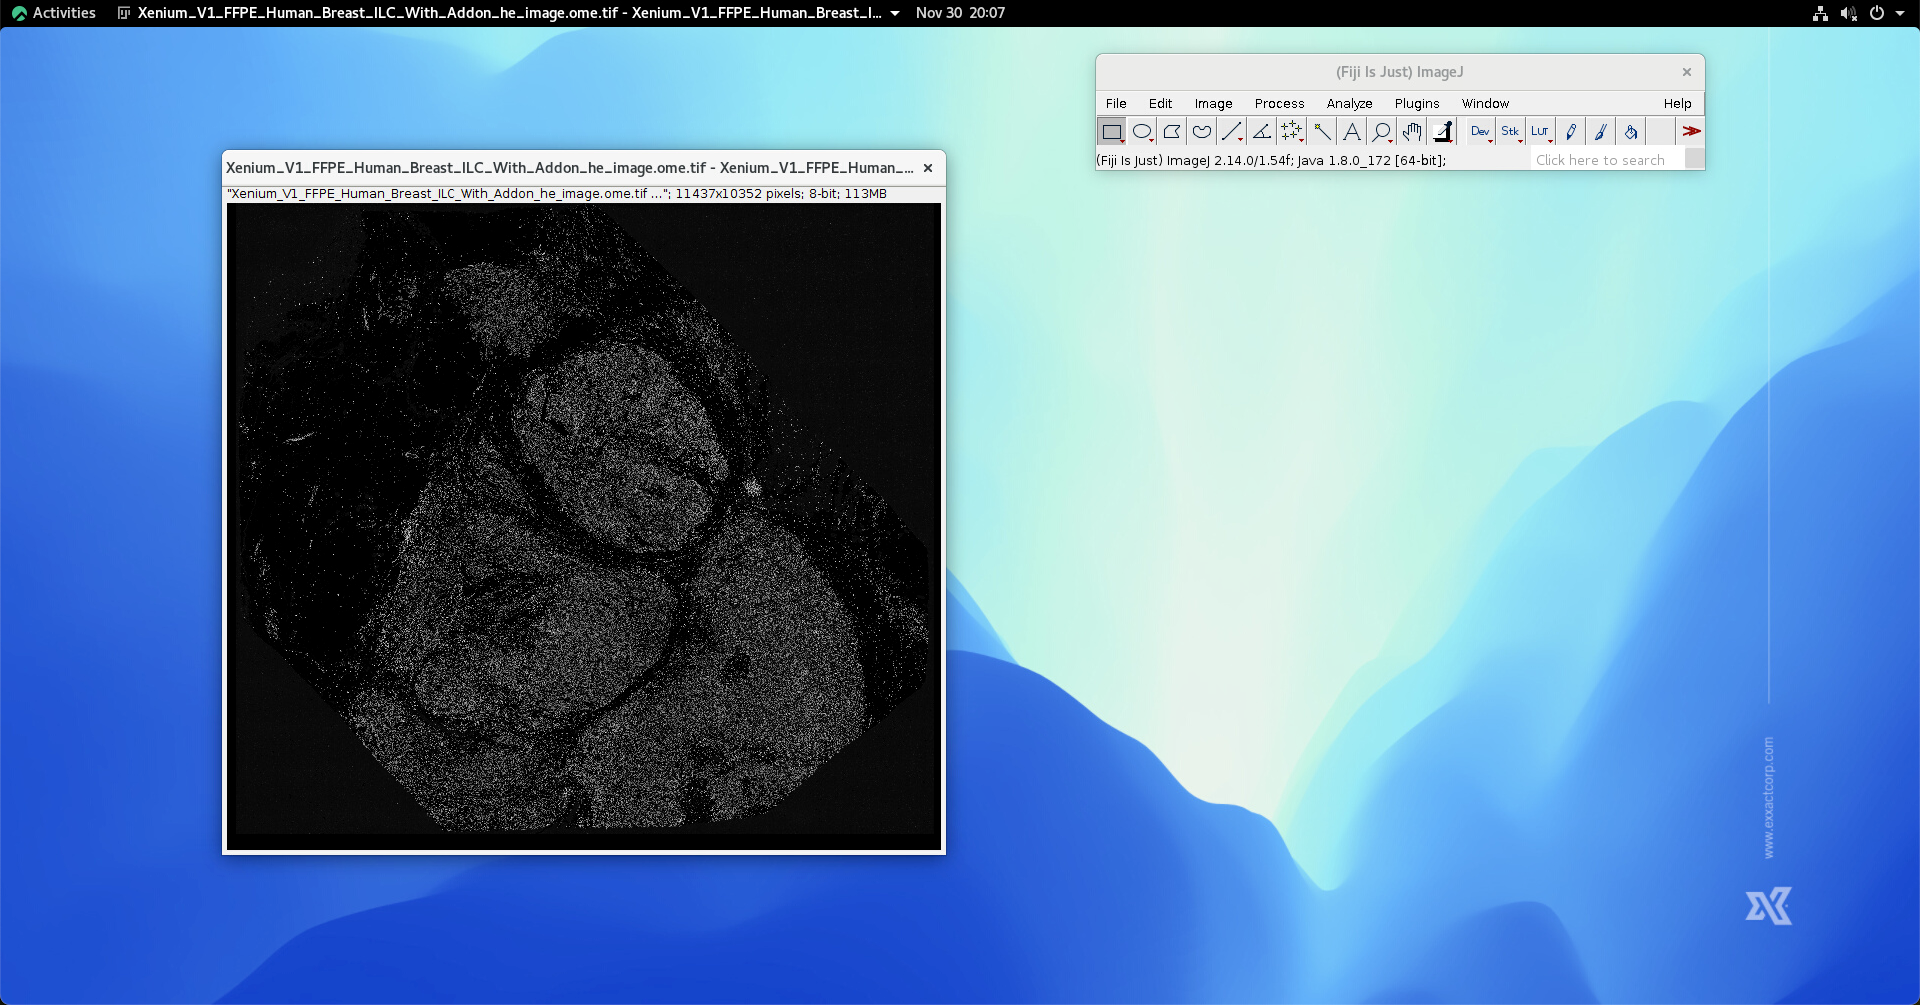 Activities
Xenium_V1_FFPE_Human_Breast_ILC_With_Addon_he_image.ome.tif - Xenium_V1_FFPE_Human_Breast_I...
Nov 30 20:07
(Fiji Is Just) ImageJ
File Edit Image Process Analyze Plugins Window Help
Dev Stk LUT
(Fiji Is Just) ImageJ 2.14.0/1.54f; Java 1.8.0_172 [64-bit];
Click here to search
Xenium_V1_FFPE_Human_Breast_ILC_With_Addon_he_image.ome.tif - Xenium_V1_FFPE_Human_...
"Xenium_V1_FFPE_Human_Breast_ILC_With_Addon_he_image.ome.tif ..."; 11437x10352 pixels; 8-bit; 113MB
www.exxactcorp.com